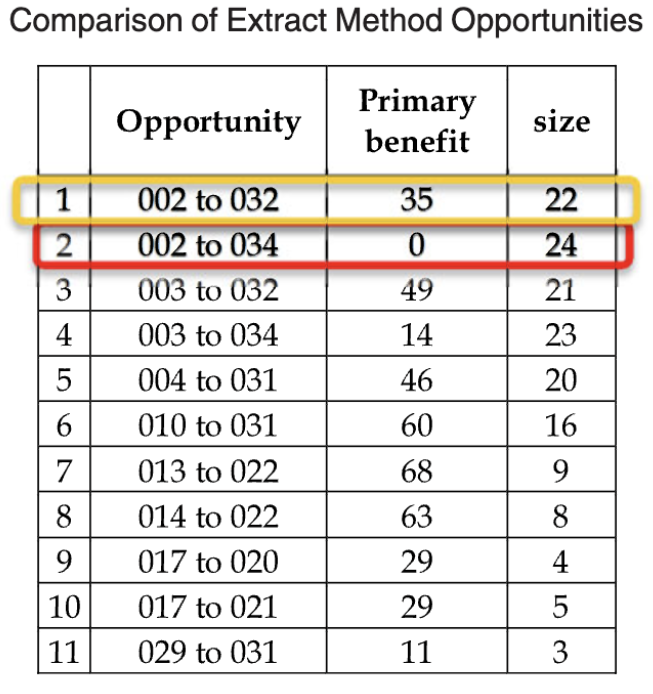 Comparison of Extract Method Opportunities
Opportunity Primary benefit size
1 002 to 032 35 22
2 002 to 034 0 24
3 003 to 032 49 21
4 003 to 034 14 23
5 004 to 031 46 20
6 010 to 031 60 16
7 013 to 022 68 9
8 014 to 022 63 8
9 017 to 020 29 4
10 017 to 021 29 5
11 029 to 031 11 3